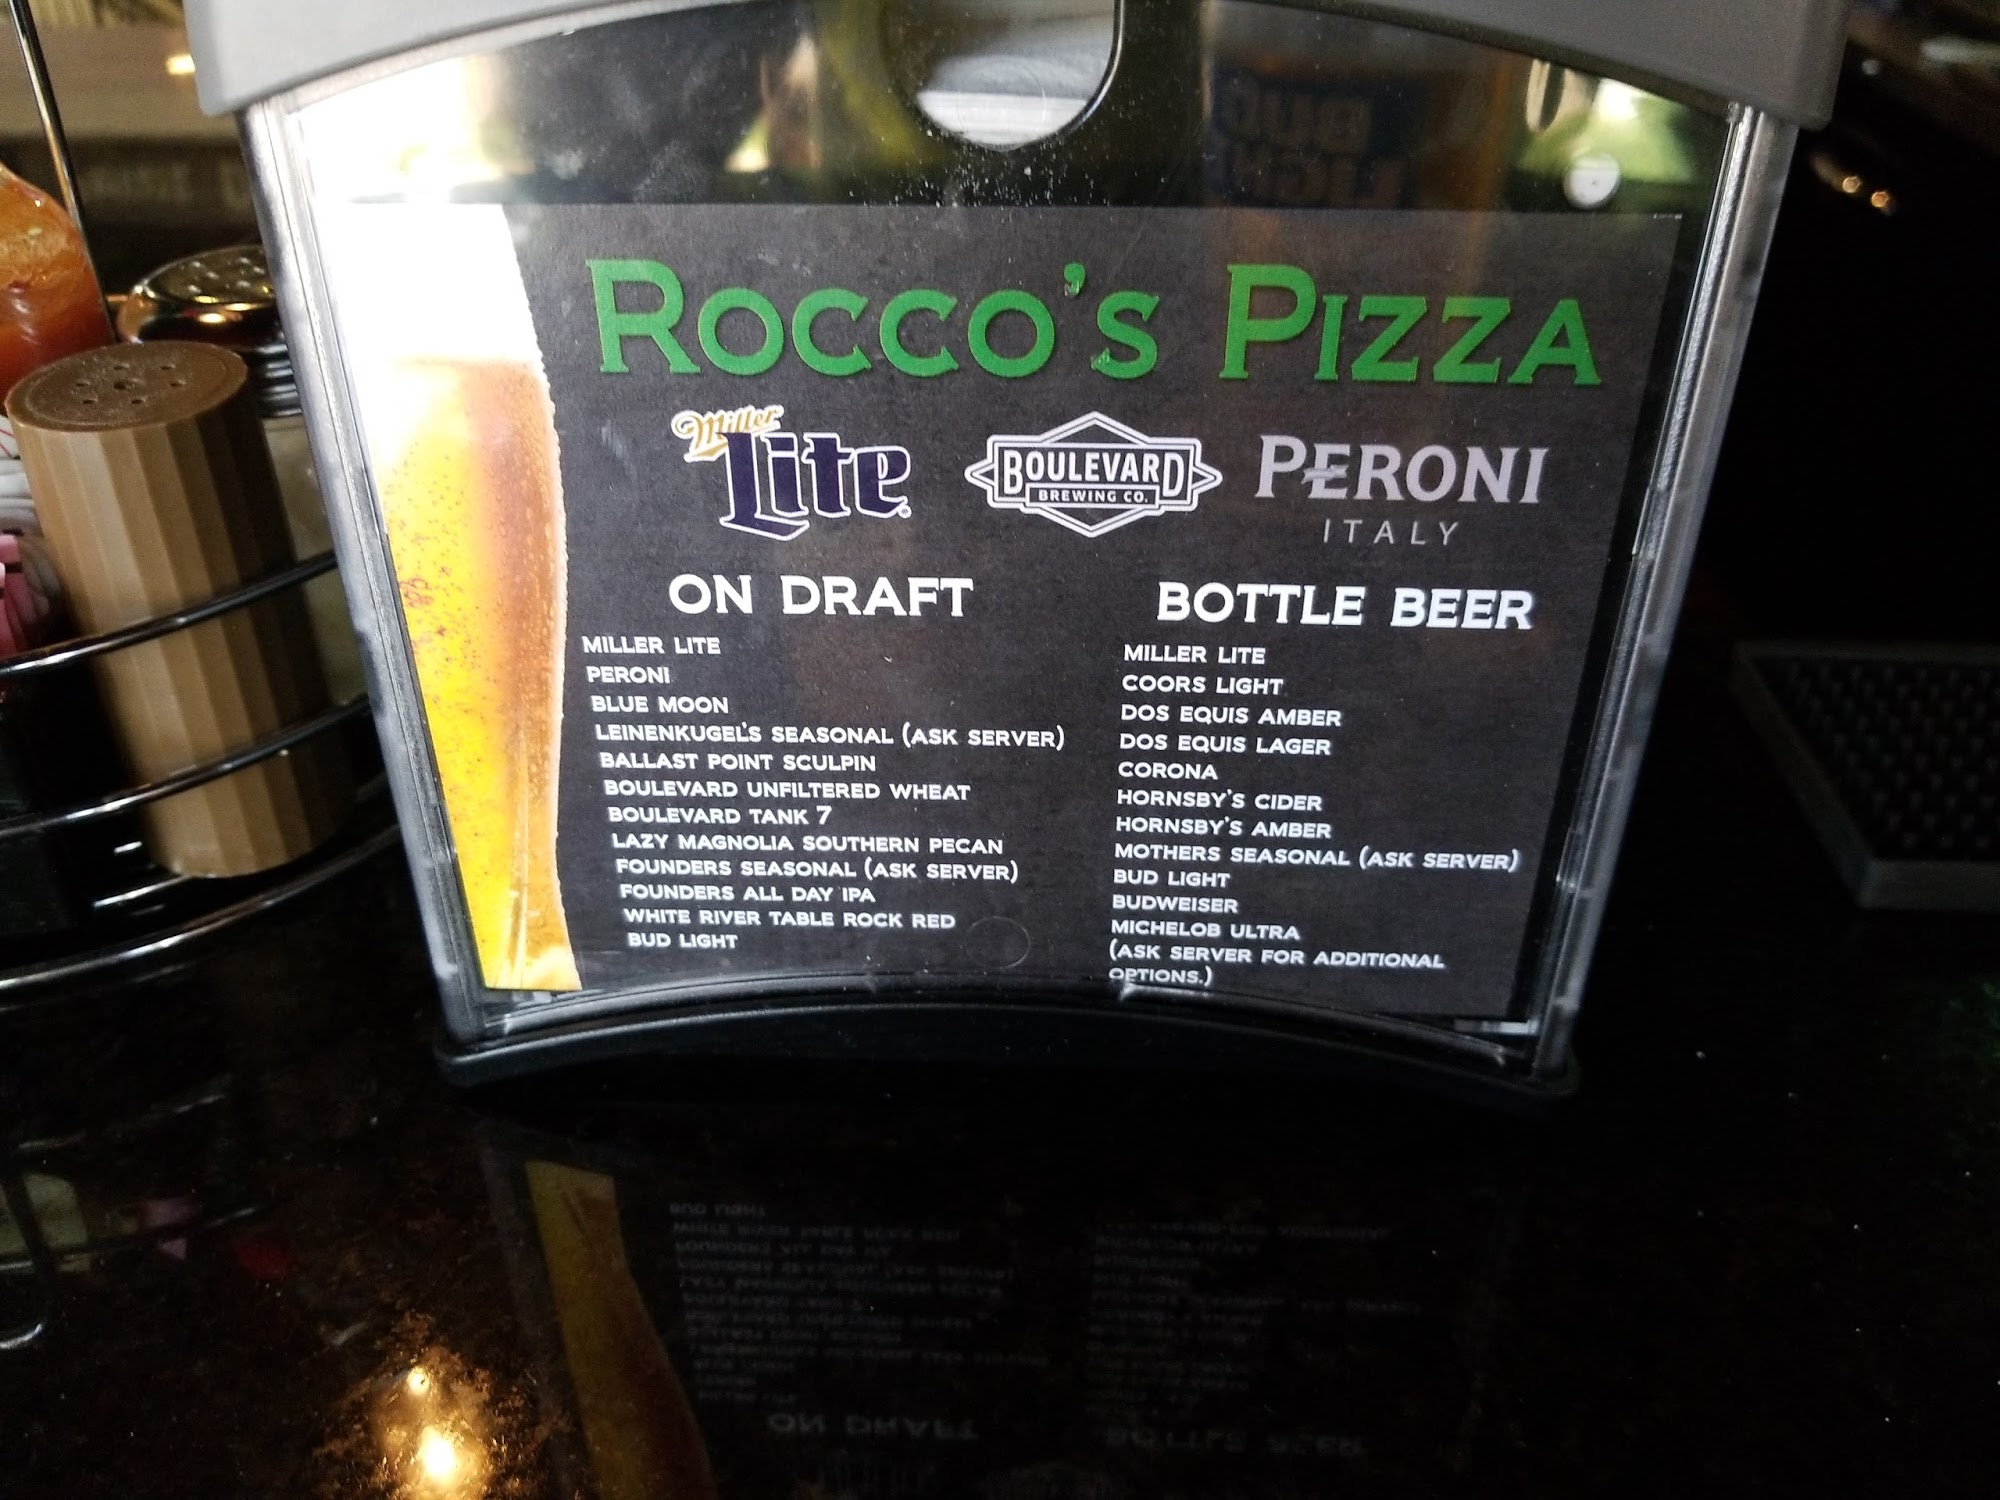 ROCCO'S PIZZA
Miller
Lite
BOULEVARD
BREWING CO.
PERONI
ITALY
ON DRAFT
MILLER LITE
PERONI
BLUE MOON
LEINENKUGEL'S SEASONAL (ASK SERVER)
BALLAST POINT SCULPIN
BOULEVARD UNFILTERED WHEAT
BOULEVARD TANK 7
LAZY MAGNOLIA SOUTHERN PECAN
FOUNDERS SEASONAL (ASK SERVER)
FOUNDERS ALL DAY IPA
WHITE RIVER TABLE ROCK RED
BUD LIGHT
BOTTLE BEER
MILLER LITE
COORS LIGHT
DOS EQUIS AMBER
DOS EQUIS LAGER
CORONA
HORNSBY'S CIDER
HORNSBY'S AMBER
MOTHERS SEASONAL (ASK SERVER)
BUD LIGHT
BUDWEISER
MICHELOB ULTRA
(ASK SERVER FOR ADDITIONAL
OPTIONS.)